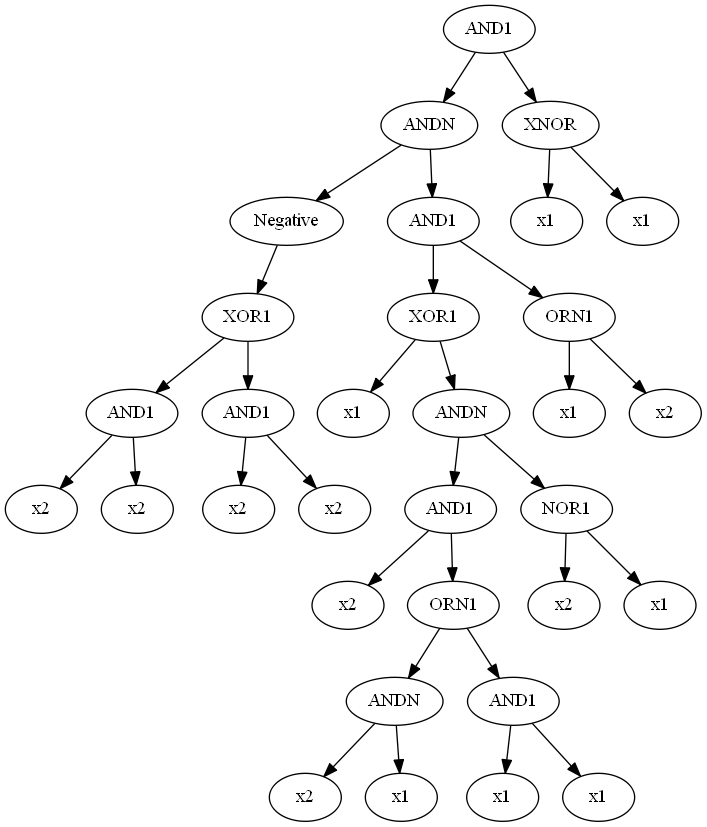 AND1
ANDN XNOR
Negative AND1 x1 x1
XOR1 XOR1 ORN1
AND1 AND1 x1 ANDN x1 x2
x2 x2 x2 x2 AND1 NOR1
x2 ORN1 x2 x1
ANDN AND1
x2 x1 x1 x1